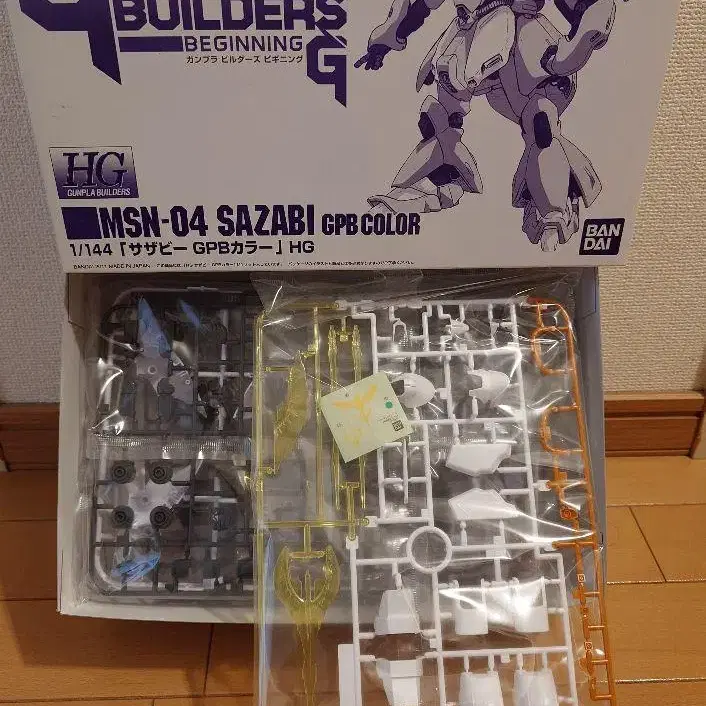 BUILDERS
BEGINNING G
ガンプラ ビルダーズ ビギニング
HG
GUNPLA BUILDERS
MSN-04 SAZABI GPB COLOR
1/144「サザビー GPBカラー」HG
BAN
DAI